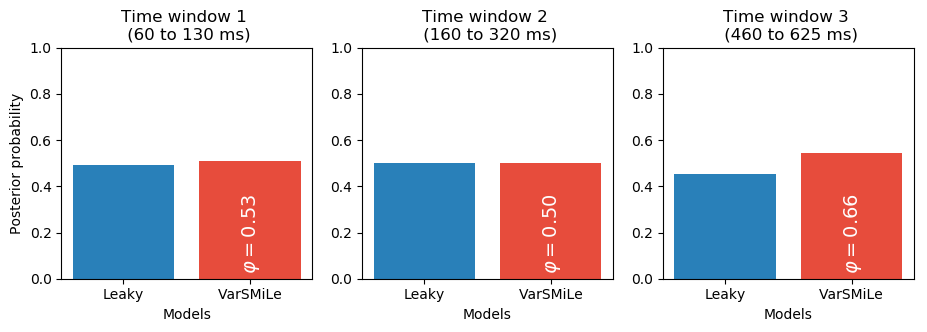 Time window 1
(60 to 130 ms)
Posterior probability
1.0
0.8
0.6
0.4
0.2
0.0
φ = 0.53
Leaky
VarSMiLe
Models
Time window 2
(160 to 320 ms)
1.0
0.8
0.6
0.4
0.2
0.0
φ = 0.50
Leaky
VarSMiLe
Models
Time window 3
(460 to 625 ms)
1.0
0.8
0.6
0.4
0.2
0.0
φ = 0.66
Leaky
VarSMiLe
Models